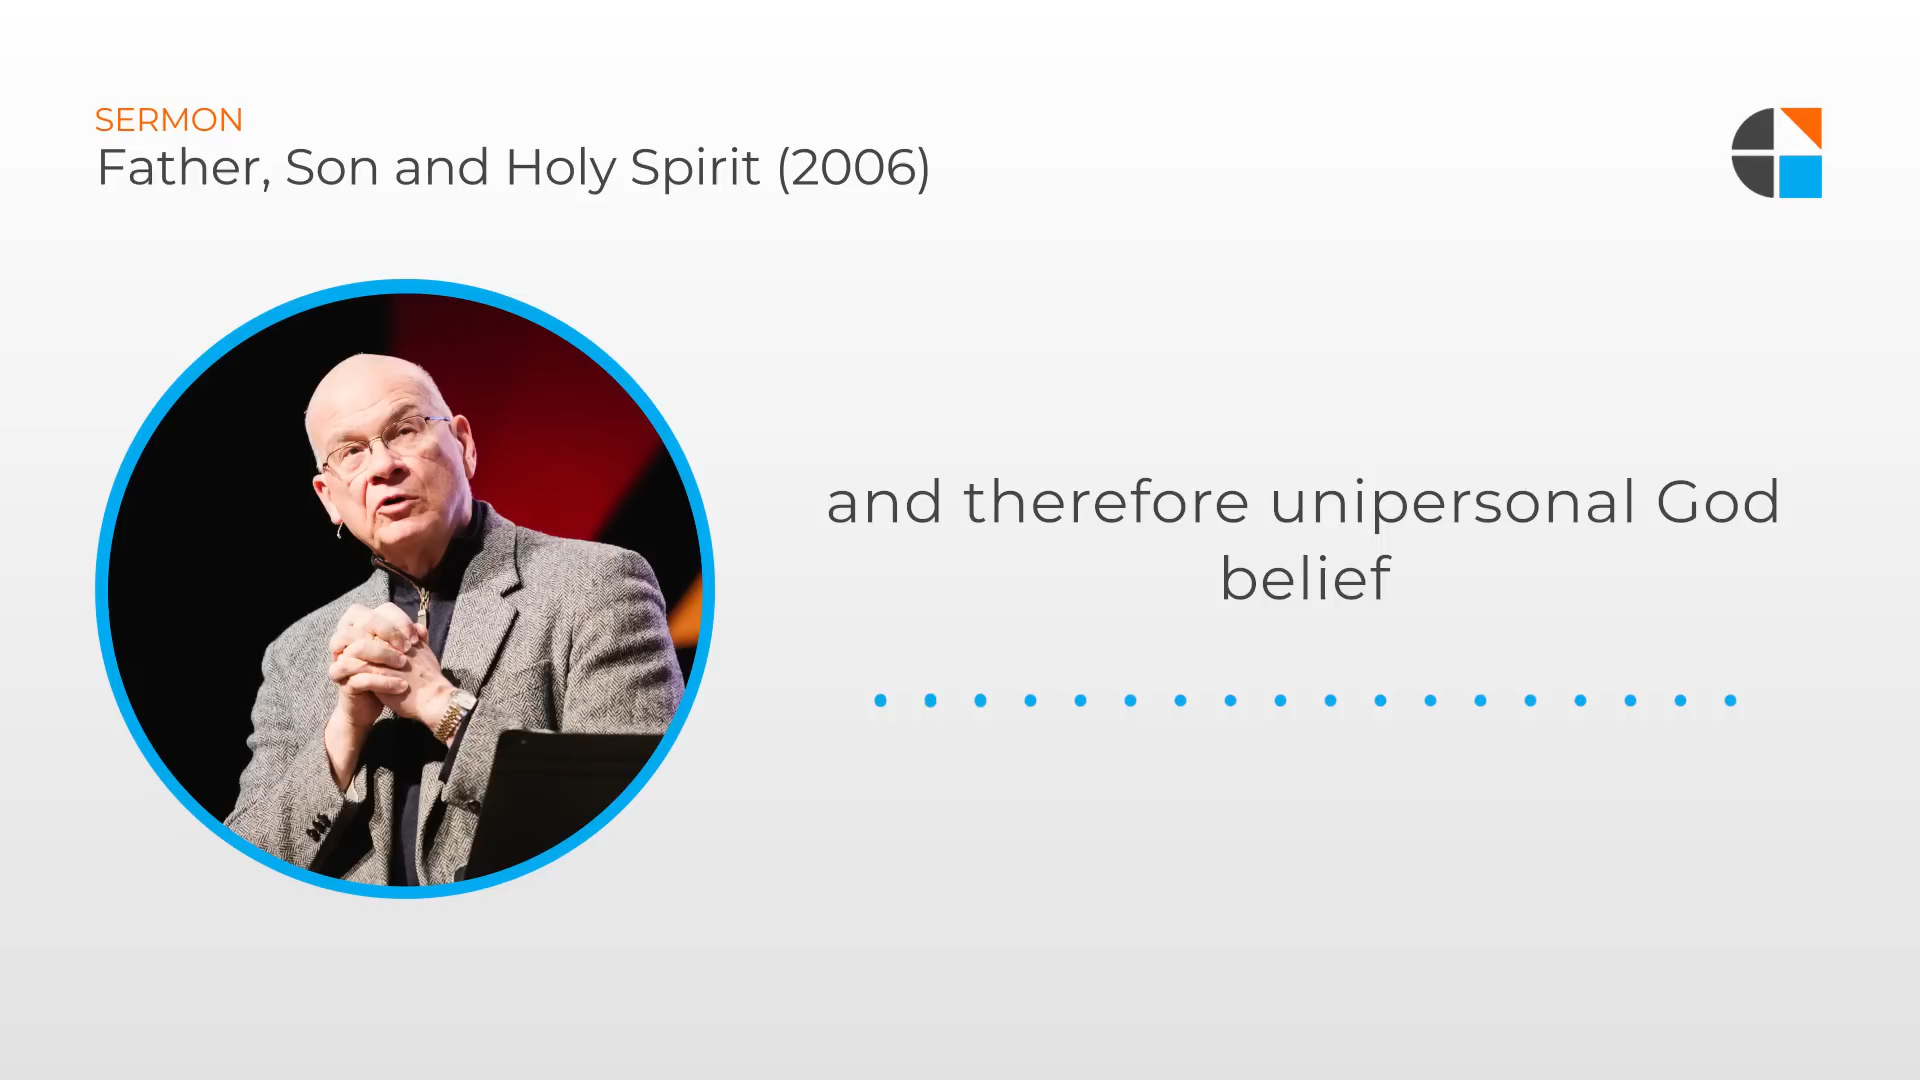 SERMON
Father, Son and Holy Spirit (2006)
and therefore unipersonal God
belief